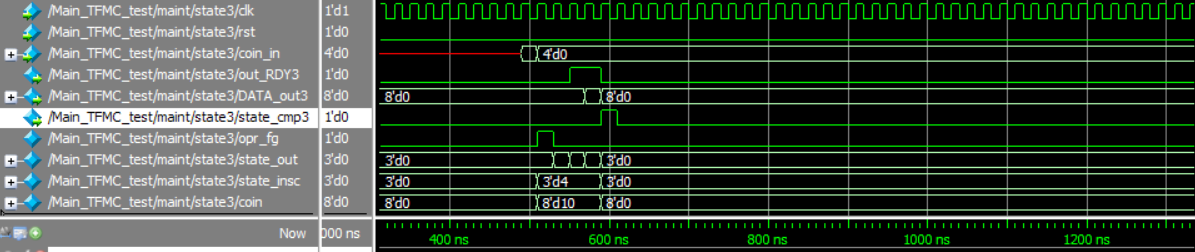 /Main_TFMC_test/maint/state3/clk 1'd1
/Main_TFMC_test/maint/state3/rst 1'd0
/Main_TFMC_test/maint/state3/coin_in 4'd0 4'd0
/Main_TFMC_test/maint/state3/out_RDY3 1'd0
/Main_TFMC_test/maint/state3/DATA_out3 8'd0 8'd0 8'd0
/Main_TFMC_test/maint/state3/state_cmp3 1'd0
/Main_TFMC_test/maint/state3/opr_fg 1'd0
/Main_TFMC_test/maint/state3/state_out 3'd0 3'd0 3'd0
/Main_TFMC_test/maint/state3/state_insc 3'd0 3'd0 3'd4 3'd0
/Main_TFMC_test/maint/state3/coin 8'd0 8'd0 8'd10 8'd0
Now 000 ns 400 ns 600 ns 800 ns 1000 ns 1200 ns